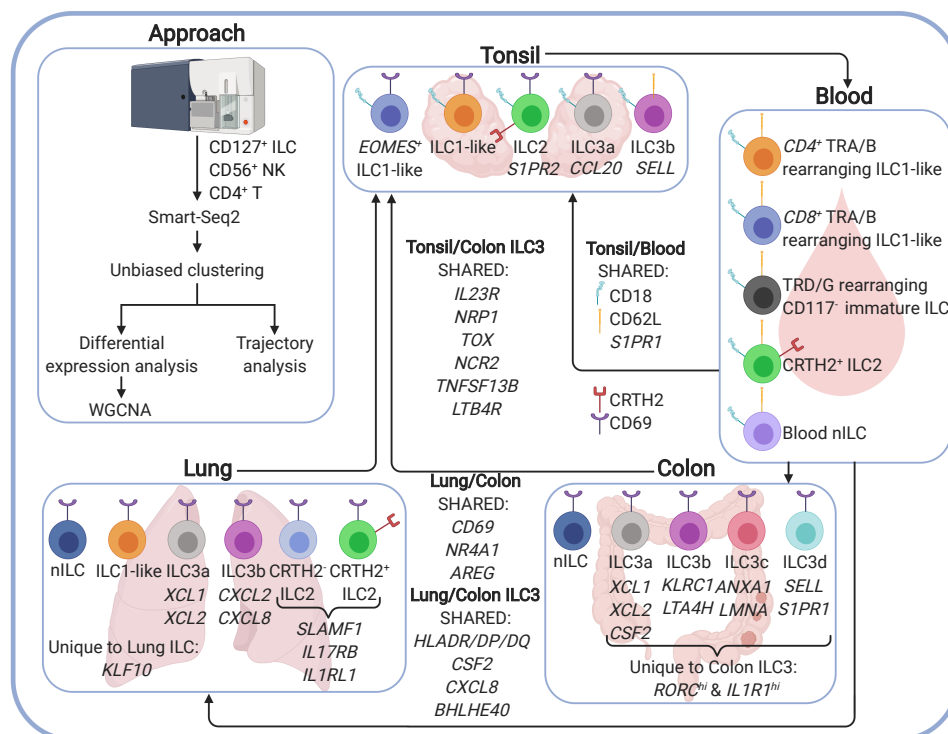 Approach
CD127⁺ ILC
CD56⁺ NK
CD4⁺ T
Smart-Seq2
Unbiased clustering
Differential
expression analysis
Trajectory
analysis
WGCNA
Tonsil
EOMES⁺
ILC1-like
ILC1-like
ILC2
S1PR2
ILC3a
CCL20
ILC3b
SELL
Blood
CD4⁺ TRA/B
rearranging ILC1-like
CD8⁺ TRA/B
rearranging ILC1-like
TRD/G rearranging
CD117⁻ immature ILC
CRTH2⁺ ILC2
Blood nILC
Tonsil/Colon ILC3
SHARED:
IL23R
NRP1
TOX
NCR2
TNFSF13B
LTB4R
Tonsil/Blood
SHARED:
CD18
CD62L
S1PR1
CRTH2
CD69
Lung
nILC
ILC1-like
ILC3a
XCL1
XCL2
ILC3b
CXCL2
CXCL8
CRTH2⁻
ILC2
CRTH2⁺
ILC2
SLAMF1
IL17RB
IL1RL1
Unique to Lung ILC:
KLF10
Lung/Colon
SHARED:
CD69
NR4A1
AREG
Lung/Colon ILC3
SHARED:
HLADR/DP/DQ
CSF2
CXCL8
BHLHE40
Colon
nILC
ILC3a
XCL1
XCL2
CSF2
ILC3b
KLRC1
LTA4H
ILC3c
ANXA1
LMNA
ILC3d
SELL
S1PR1
Unique to Colon ILC3:
RORCʰⁱ & IL1R1ʰⁱ